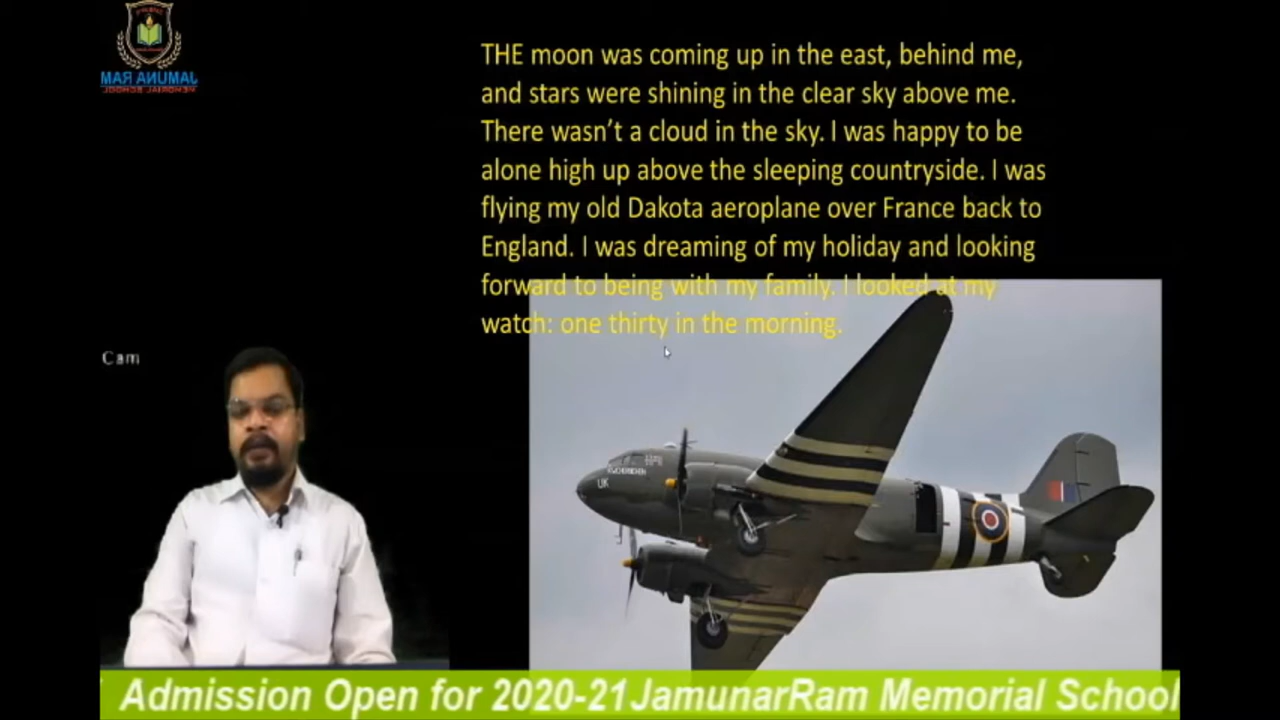 JAMUNA RAM
MEMORIAL SCHOOL
THE moon was coming up in the east, behind me,
and stars were shining in the clear sky above me.
There wasn't a cloud in the sky. I was happy to be
alone high up above the sleeping countryside. I was
flying my old Dakota aeroplane over France back to
England. I was dreaming of my holiday and looking
forward to being with my family. I looked at my
watch: one thirty in the morning.
Cam
UK
Admission Open for 2020-21JamunarRam Memorial School